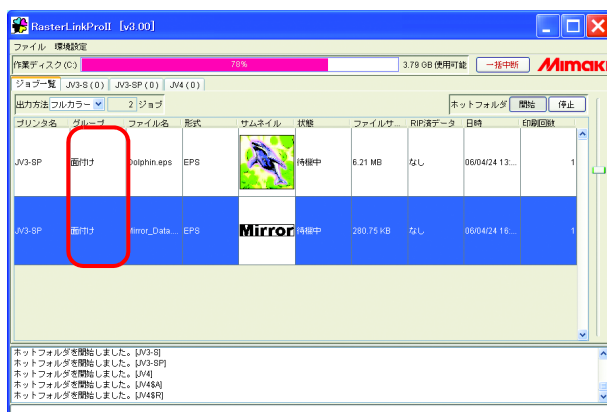 RasterLinkProII [v3.00]
ファイル 環境設定
作業ディスク(C:) 78% 3.79 GB 使用可能 一括中断 Mimaki
ジョブ一覧 JV3-S ( 0 ) JV3-SP ( 0 ) JV4 ( 0 )
出力方法 フルカラー 2 ジョブ ホットフォルダ 開始 停止
プリンタ名 グループ ファイル名 形式 サムネイル 状態 ファイルサ... RIP済データ 日時 印刷回数
JV3-SP 面付け Dolphin.eps EPS 待機中 6.21 MB なし 06/04/24 13:... 1
JV3-SP 面付け Mirror_Data.... EPS Mirror 待機中 280.75 KB なし 06/04/24 16:... 1
ホットフォルダを開始しました。[JV3-S]
ホットフォルダを開始しました。[JV3-SP]
ホットフォルダを開始しました。[JV4]
ホットフォルダを開始しました。[JV4$A]
ホットフォルダを開始しました。[JV4$R]